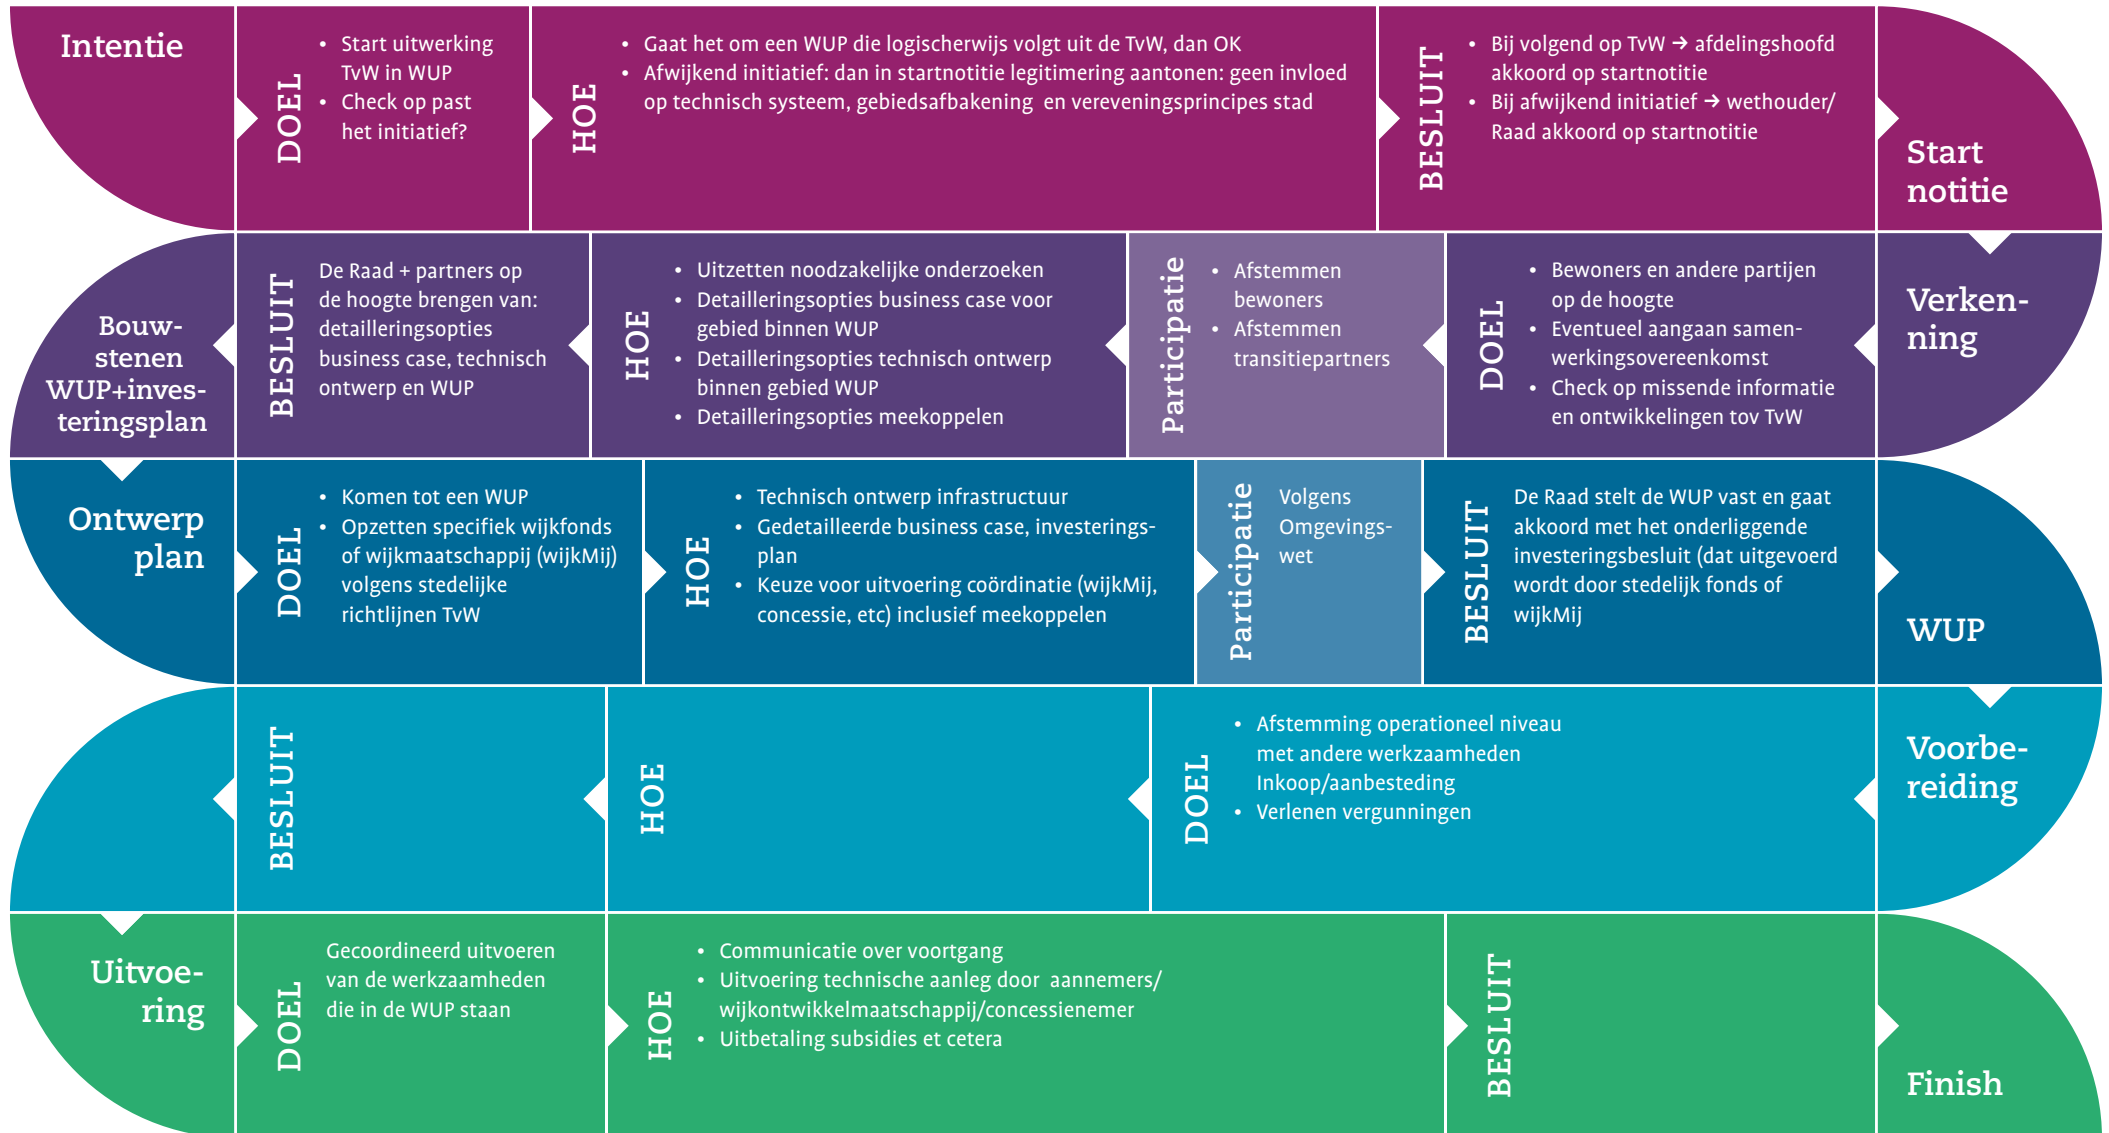 Intentie
DOEL
• Start uitwerking
TvW in WUP
• Check op past
het initiatief?
HOE
• Gaat het om een WUP die logischerwijs volgt uit de TvW, dan OK
• Afwijkend initiatief: dan in startnotitie legitimering aantonen: geen invloed
op technisch systeem, gebiedsafbakening en vereveningsprincipes stad
BESLUIT
• Bij volgend op TvW → afdelingshoofd
akkoord op startnotitie
• Bij afwijkend initiatief → wethouder/
Raad akkoord op startnotitie
Start
notitie
Verken-
ning
DOEL
• Bewoners en andere partijen
op de hoogte
• Eventueel aangaan samen-
werkingsovereenkomst
• Check op missende informatie
en ontwikkelingen tov TvW
Participatie
• Afstemmen
bewoners
• Afstemmen
transitiepartners
HOE
• Uitzetten noodzakelijke onderzoeken
• Detailleringsopties business case voor
gebied binnen WUP
• Detailleringsopties technisch ontwerp
binnen gebied WUP
• Detailleringsopties meekoppelen
BESLUIT
De Raad + partners op
de hoogte brengen van:
detailleringsopties
business case, technisch
ontwerp en WUP
Bouw-
stenen
WUP+inves-
teringsplan
Ontwerp
plan
DOEL
• Komen tot een WUP
• Opzetten specifiek wijkfonds
of wijkmaatschappij (wijkMij)
volgens stedelijke
richtlijnen TvW
HOE
• Technisch ontwerp infrastructuur
• Gedetailleerde business case, investerings-
plan
• Keuze voor uitvoering coördinatie (wijkMij,
concessie, etc) inclusief meekoppelen
Participatie
Volgens
Omgevings-
wet
BESLUIT
De Raad stelt de WUP vast en gaat
akkoord met het onderliggende
investeringsbesluit (dat uitgevoerd
wordt door stedelijk fonds of
wijkMij
WUP
Voorbe-
reiding
DOEL
• Afstemming operationeel niveau
met andere werkzaamheden
Inkoop/aanbesteding
• Verlenen vergunningen
HOE
BESLUIT
Uitvoe-
ring
DOEL
Gecoordineerd uitvoeren
van de werkzaamheden
die in de WUP staan
HOE
• Communicatie over voortgang
• Uitvoering technische aanleg door aannemers/
wijkontwikkelmaatschappij/concessienemer
• Uitbetaling subsidies et cetera
BESLUIT
Finish